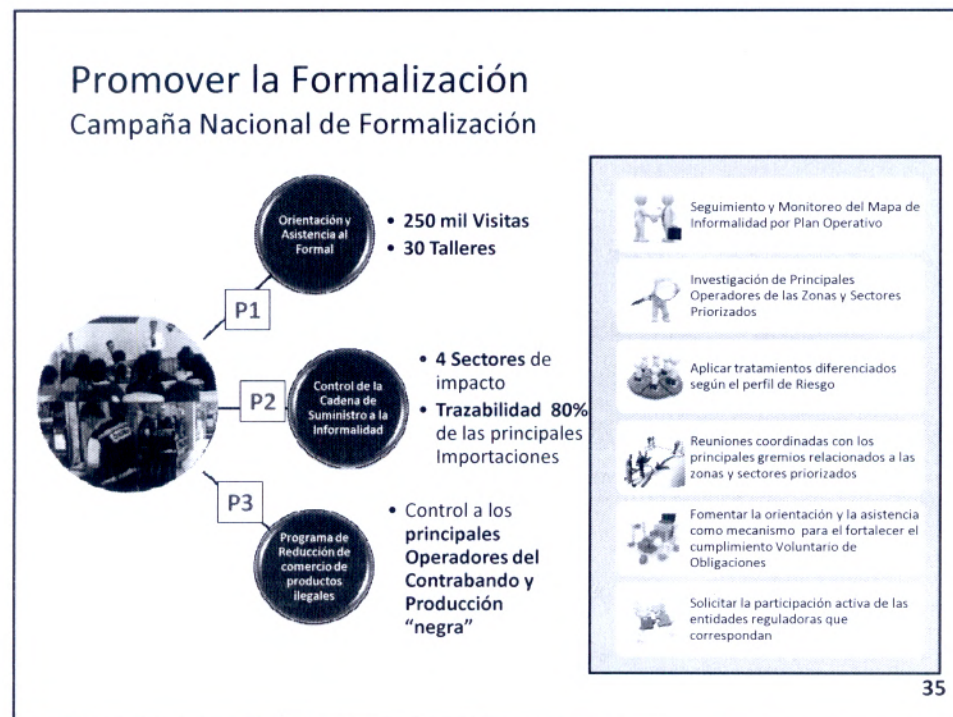 Promover la Formalización
Campaña Nacional de Formalización
Orientación y
Asistencia al
Formal
• 250 mil Visitas
• 30 Talleres
P1
P2
Control de la
Cadena de
Suministro a la
Informalidad
• 4 Sectores de
impacto
• Trazabilidad 80%
de las principales
Importaciones
P3
Programa de
Reducción de
comercio de
productos
ilegales
• Control a los
principales
Operadores del
Contrabando y
Producción
“negra”
Seguimiento y Monitoreo del Mapa de
Informalidad por Plan Operativo
Investigación de Principales
Operadores de las Zonas y Sectores
Priorizados
Aplicar tratamientos diferenciados
según el perfil de Riesgo
Reuniones coordinadas con los
principales gremios relacionados a las
zonas y sectores priorizados
Fomentar la orientación y la asistencia
como mecanismo para el fortalecer el
cumplimiento Voluntario de
Obligaciones
Solicitar la participación activa de las
entidades reguladoras que
correspondan
35